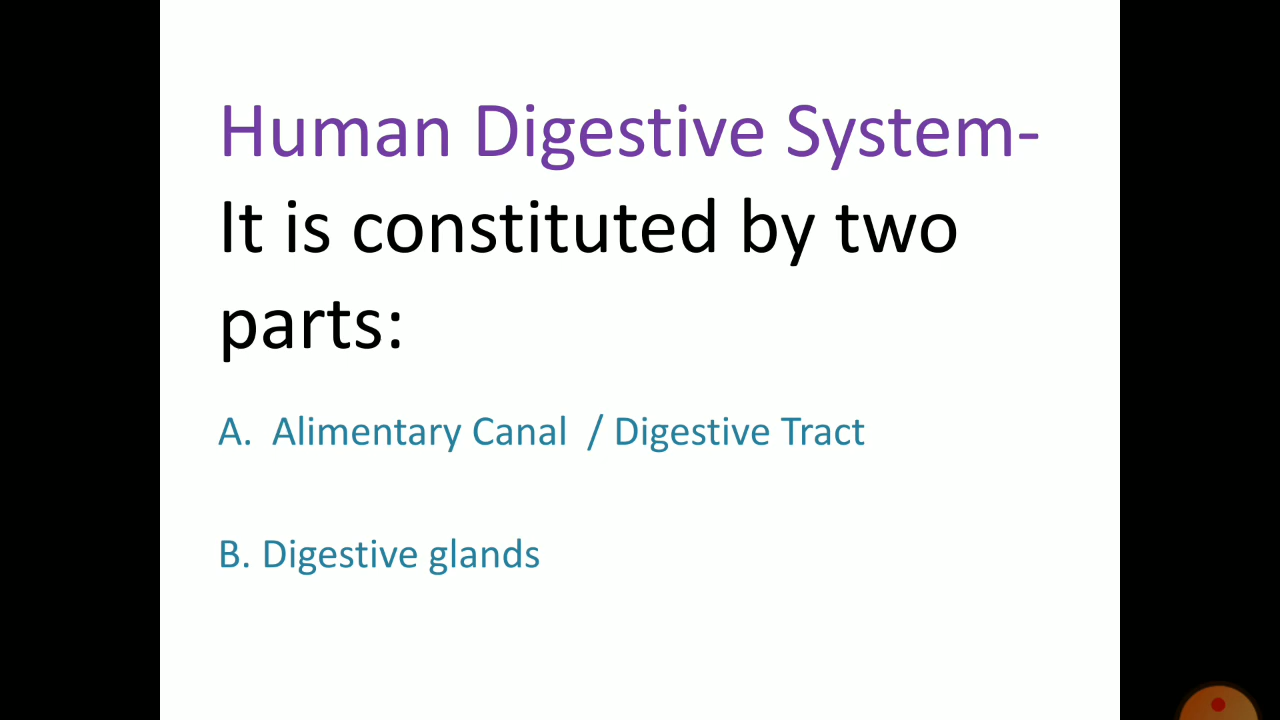 Human Digestive System-
It is constituted by two
parts:
A. Alimentary Canal / Digestive Tract
B. Digestive glands